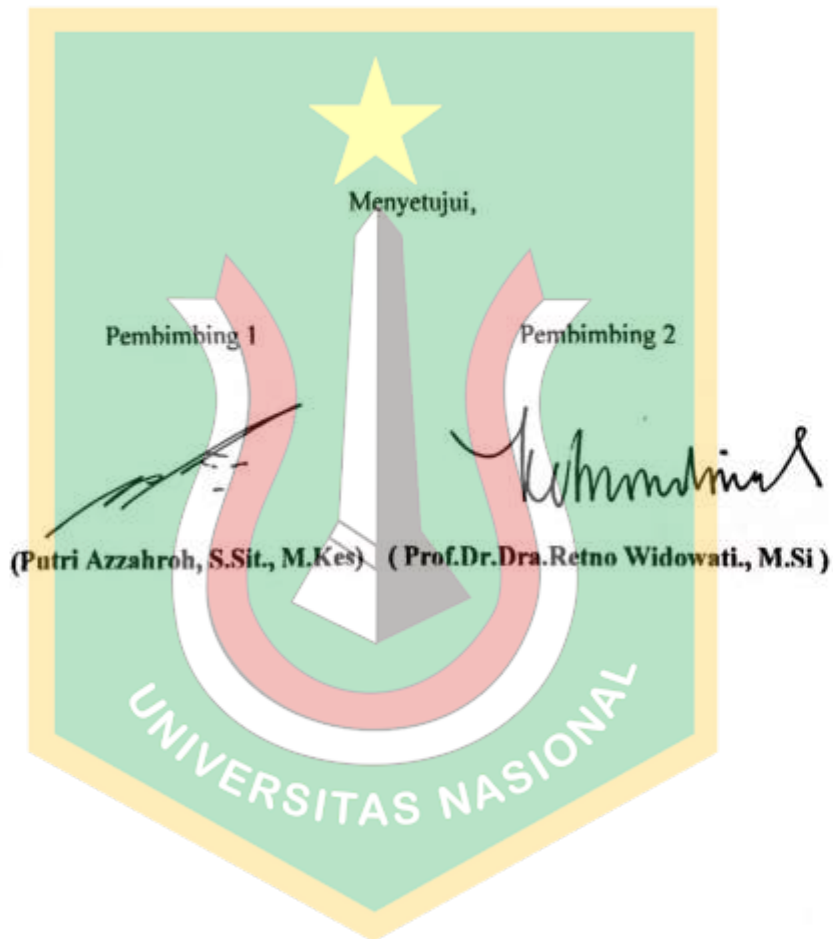 Menyetujui,
Pembimbing 1 Pembimbing 2
(Putri Azzahroh, S.Sit., M.Kes) ( Prof.Dr.Dra.Retno Widowati., M.Si )
UNIVERSITAS NASIONAL